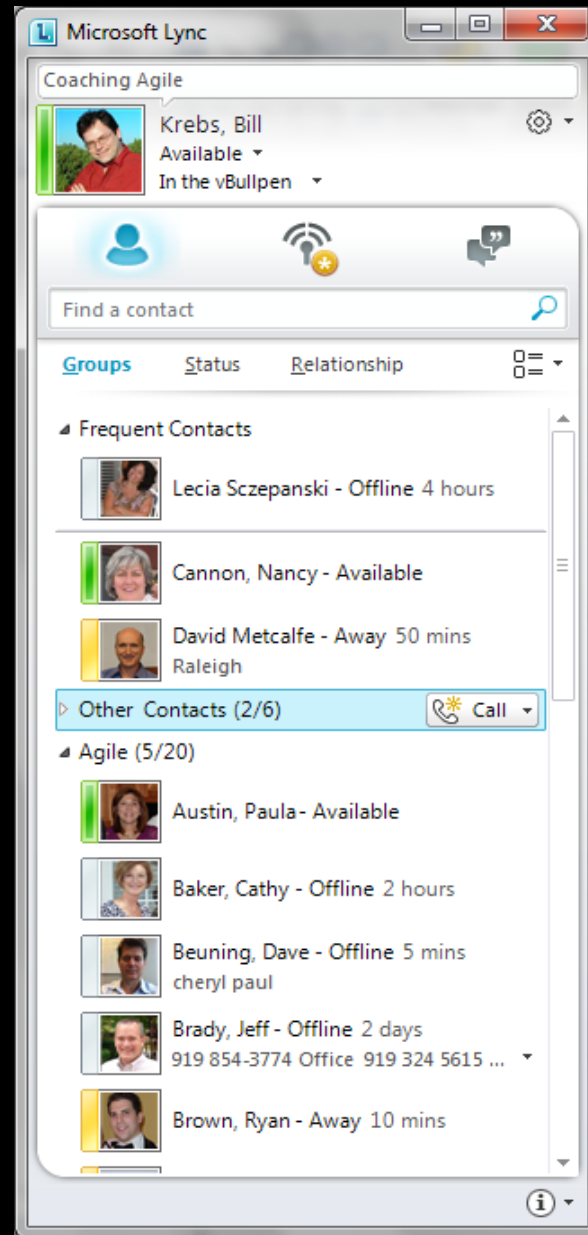 Microsoft Lync
Coaching Agile
Krebs, Bill
Available
In the vBullpen
Find a contact
Groups Status Relationship
Frequent Contacts
Lecia Sczepanski - Offline 4 hours
Cannon, Nancy - Available
David Metcalfe - Away 50 mins
Raleigh
Other Contacts (2/6) Call
Agile (5/20)
Austin, Paula - Available
Baker, Cathy - Offline 2 hours
Beuning, Dave - Offline 5 mins
cheryl paul
Brady, Jeff - Offline 2 days
919 854-3774 Office 919 324 5615 ...
Brown, Ryan - Away 10 mins